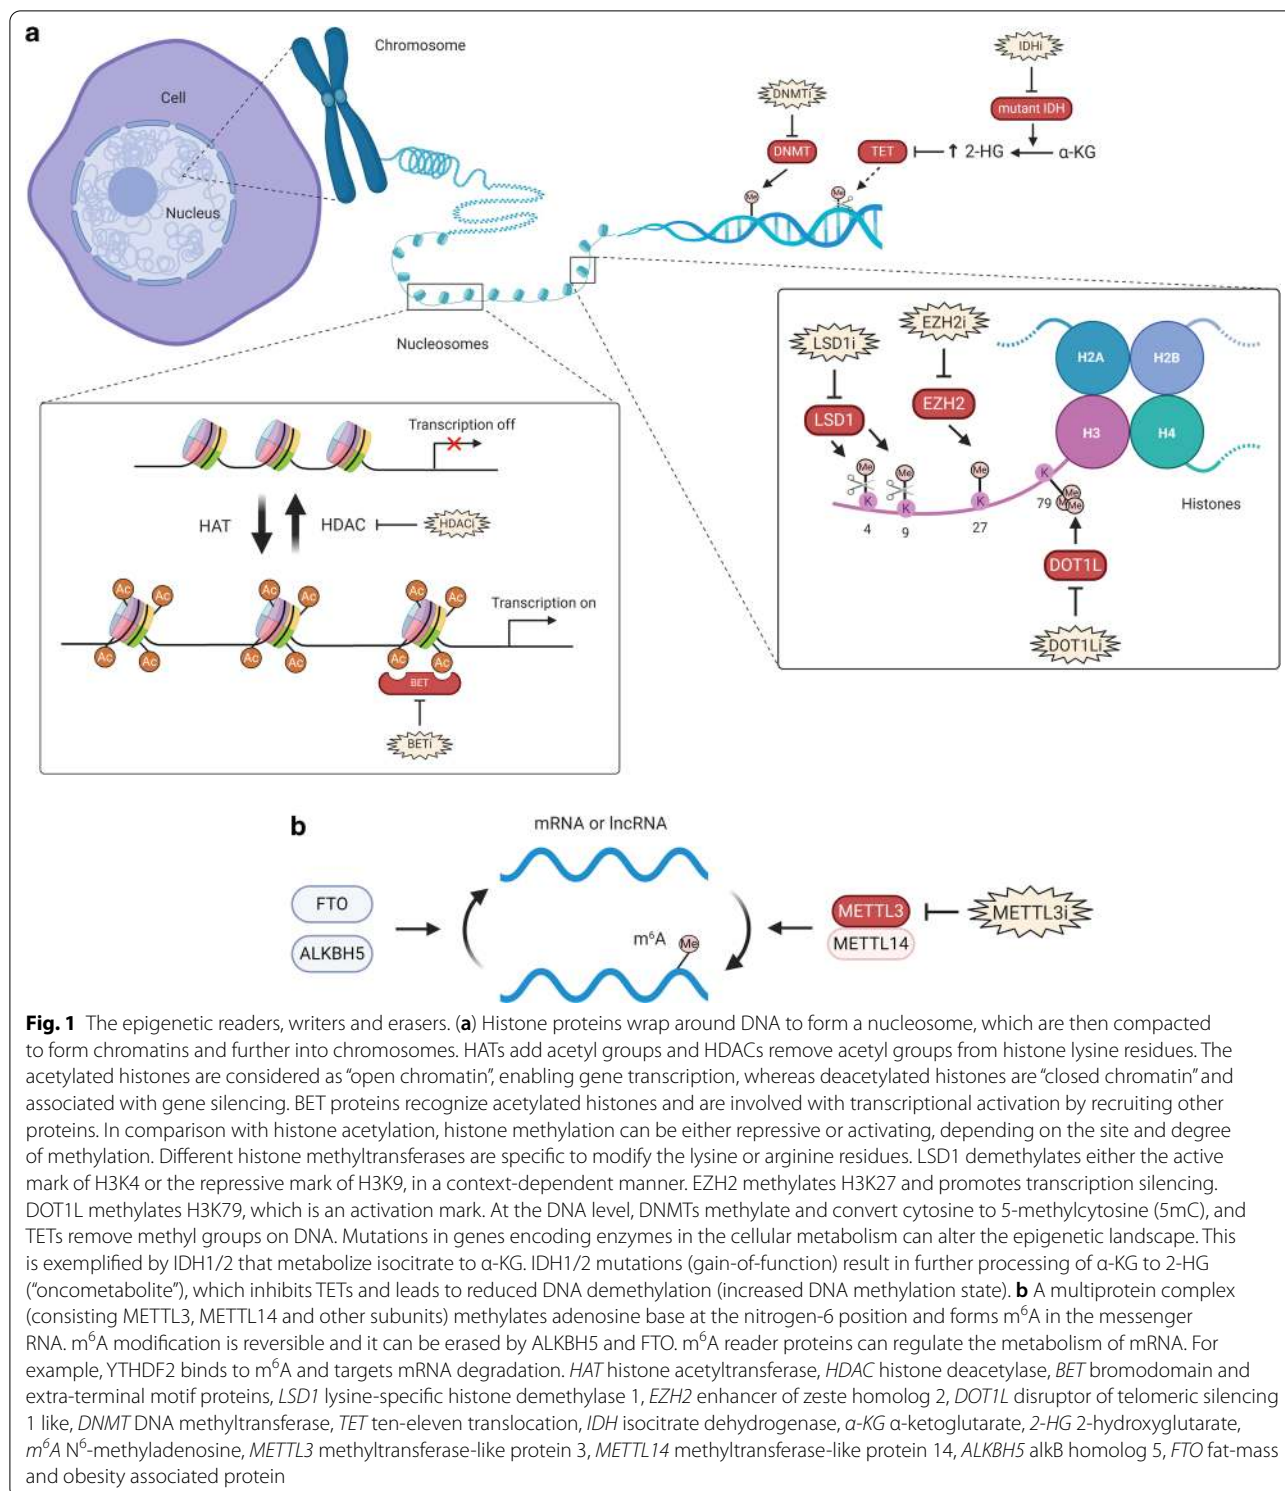 a
Chromosome
Cell
Nucleus
IDHi
DNMTi
mutant IDH
DNMT
TET
↑ 2-HG
α-KG
Me
Me
Nucleosomes
LSD1i
EZH2i
H2A
H2B
LSD1
EZH2
H3
H4
Me
Me
Me
K
K
K
K
4
9
27
79
Me
Me
Me
Histones
DOT1L
DOT1Li
Transcription off
HAT
HDAC
HDACi
Ac
Ac
Ac
Ac
Ac
Ac
Transcription on
Ac
Ac
Ac
Ac
Ac
Ac
BET
BETi
b
mRNA or lncRNA
FTO
ALKBH5
m⁶A
Me
METTL3
METTL14
METTL3i
Fig. 1 The epigenetic readers, writers and erasers. (a) Histone proteins wrap around DNA to form a nucleosome, which are then compacted
to form chromatins and further into chromosomes. HATs add acetyl groups and HDACs remove acetyl groups from histone lysine residues. The
acetylated histones are considered as “open chromatin”, enabling gene transcription, whereas deacetylated histones are “closed chromatin” and
associated with gene silencing. BET proteins recognize acetylated histones and are involved with transcriptional activation by recruiting other
proteins. In comparison with histone acetylation, histone methylation can be either repressive or activating, depending on the site and degree
of methylation. Different histone methyltransferases are specific to modify the lysine or arginine residues. LSD1 demethylates either the active
mark of H3K4 or the repressive mark of H3K9, in a context-dependent manner. EZH2 methylates H3K27 and promotes transcription silencing.
DOT1L methylates H3K79, which is an activation mark. At the DNA level, DNMTs methylate and convert cytosine to 5-methylcytosine (5mC), and
TETs remove methyl groups on DNA. Mutations in genes encoding enzymes in the cellular metabolism can alter the epigenetic landscape. This
is exemplified by IDH1/2 that metabolize isocitrate to α-KG. IDH1/2 mutations (gain-of-function) result in further processing of α-KG to 2-HG
(“oncometabolite”), which inhibits TETs and leads to reduced DNA demethylation (increased DNA methylation state). b A multiprotein complex
(consisting METTL3, METTL14 and other subunits) methylates adenosine base at the nitrogen-6 position and forms m⁶A in the messenger
RNA. m⁶A modification is reversible and it can be erased by ALKBH5 and FTO. m⁶A reader proteins can regulate the metabolism of mRNA. For
example, YTHDF2 binds to m⁶A and targets mRNA degradation. HAT histone acetyltransferase, HDAC histone deacetylase, BET bromodomain and
extra-terminal motif proteins, LSD1 lysine-specific histone demethylase 1, EZH2 enhancer of zeste homolog 2, DOT1L disruptor of telomeric silencing
1 like, DNMT DNA methyltransferase, TET ten-eleven translocation, IDH isocitrate dehydrogenase, α-KG α-ketoglutarate, 2-HG 2-hydroxyglutarate,
m⁶A N⁶-methyladenosine, METTL3 methyltransferase-like protein 3, METTL14 methyltransferase-like protein 14, ALKBH5 alkB homolog 5, FTO fat-mass
and obesity associated protein